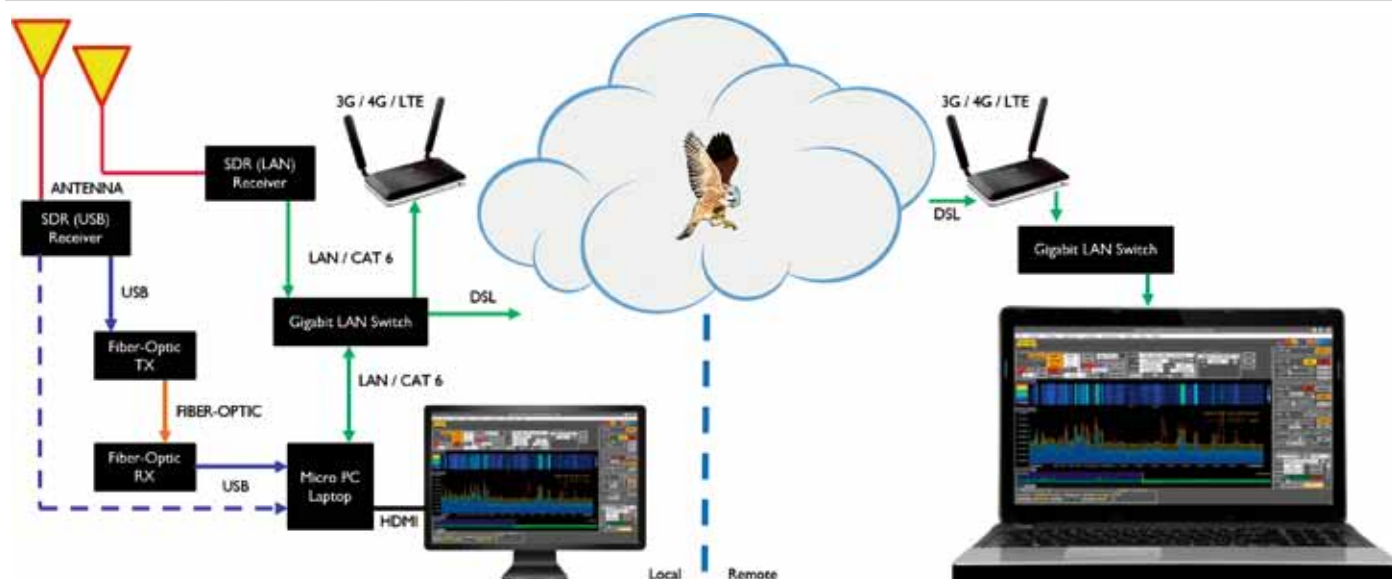 3G / 4G / LTE
3G / 4G / LTE
SDR (LAN)
Receiver
ANTENNA
SDR (USB)
Receiver
DSL
Gigabit LAN Switch
LAN / CAT 6
USB
DSL
Gigabit LAN Switch
Fiber-Optic
TX
LAN / CAT 6
FIBER-OPTIC
Fiber-Optic
RX
USB
Micro PC
Laptop
HDMI
Local
Remote